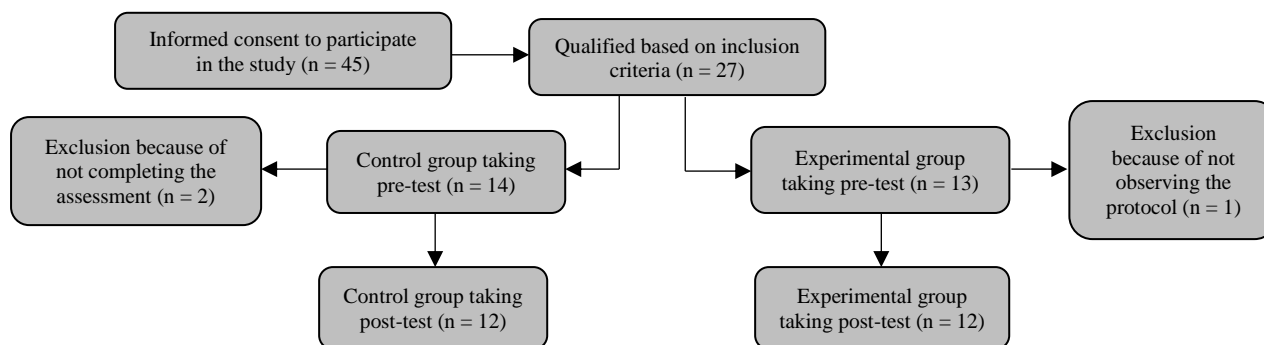 Informed consent to participate
in the study (n = 45)
Qualified based on inclusion
criteria (n = 27)
Exclusion because of
not completing the
assessment (n = 2)
Control group taking
pre-test (n = 14)
Experimental group
taking pre-test (n = 13)
Exclusion
because of not
observing the
protocol (n = 1)
Control group taking
post-test (n = 12)
Experimental group
taking post-test (n = 12)